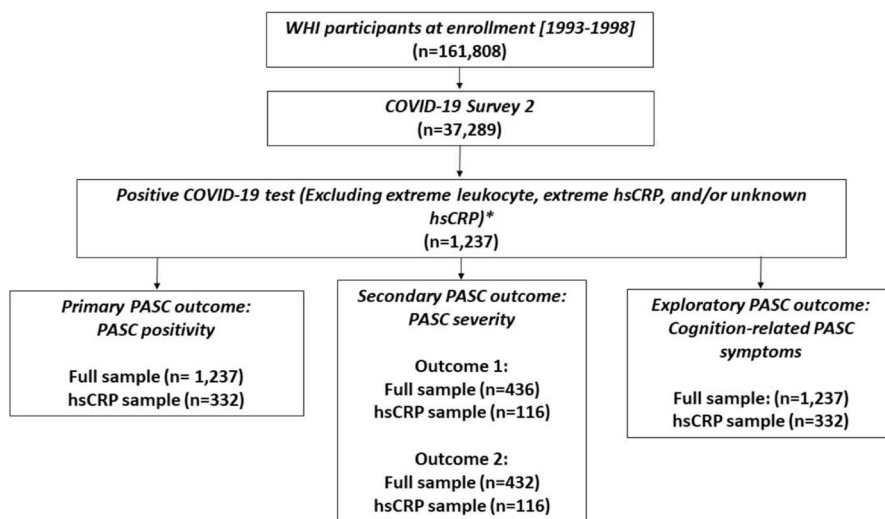 WHI participants at enrollment [1993-1998]
(n=161,808)
COVID-19 Survey 2
(n=37,289)
Positive COVID-19 test (Excluding extreme leukocyte, extreme hsCRP, and/or unknown
hsCRP)*
(n=1,237)
Primary PASC outcome:
PASC positivity
Full sample (n= 1,237)
hsCRP sample (n=332)
Secondary PASC outcome:
PASC severity
Outcome 1:
Full sample (n=436)
hsCRP sample (n=116)
Outcome 2:
Full sample (n=432)
hsCRP sample (n=116)
Exploratory PASC outcome:
Cognition-related PASC
symptoms
Full sample: (n=1,237)
hsCRP sample (n=332)